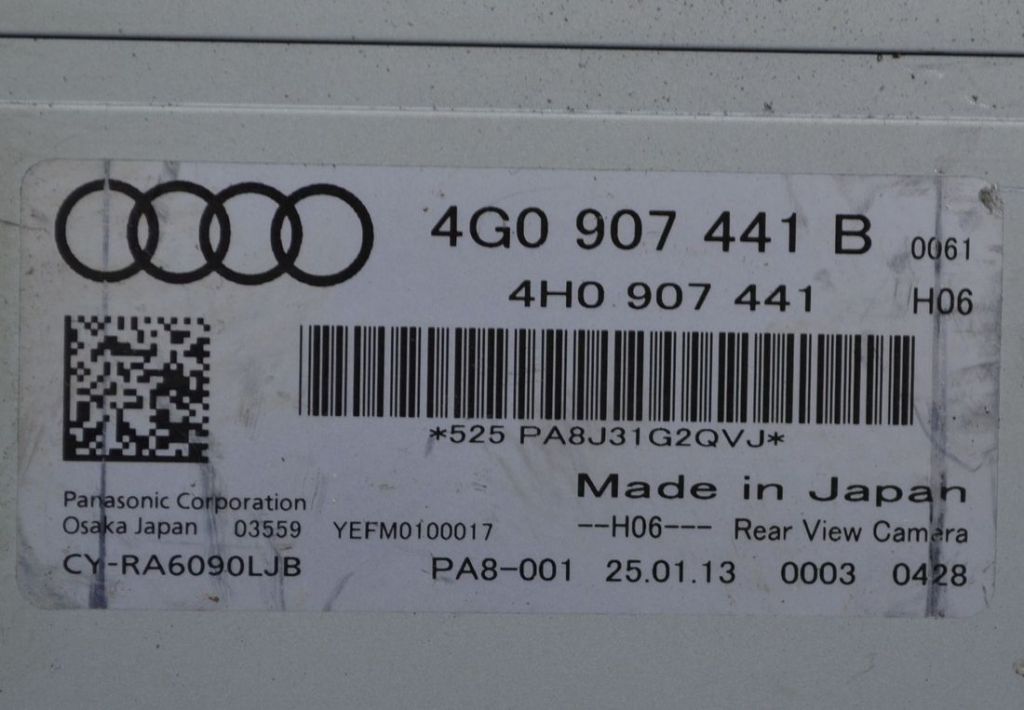 4G0 907 441 B 0061
4H0 907 441 H06
*525 PA8J31G2QVJ*
Made in Japan
Panasonic Corporation
Osaka Japan 03559 YEFM0100017 --H06--- Rear View Camera
CY-RA6090LJB PA8-001 25.01.13 0003 0428